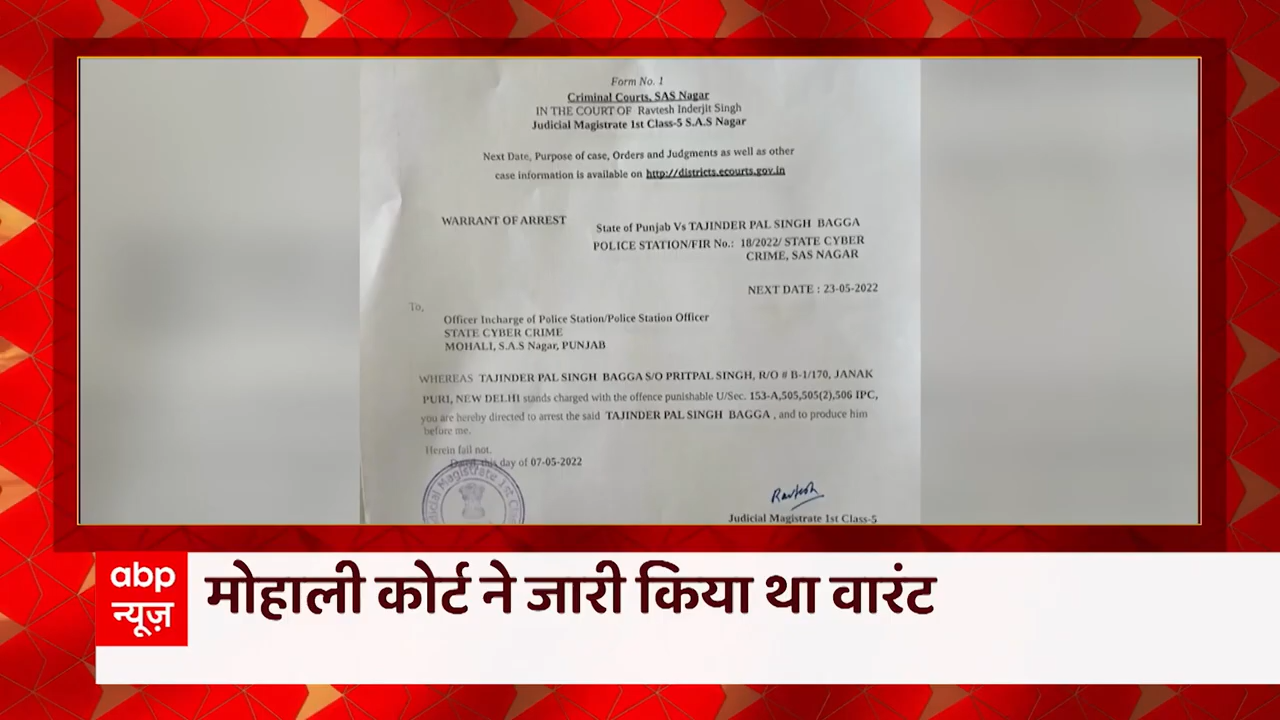 Form No. 1
Criminal Courts, SAS Nagar
IN THE COURT OF Ravtesh Inderjit Singh
Judicial Magistrate 1st Class-5 S.A.S Nagar
Next Date, Purpose of case, Orders and Judgments as well as other
case information is available on http://districts.ecourts.gov.in
WARRANT OF ARREST
State of Punjab Vs TAJINDER PAL SINGH BAGGA
POLICE STATION/FIR No.: 18/2022/ STATE CYBER
CRIME, SAS NAGAR
NEXT DATE : 23-05-2022
To,
Officer Incharge of Police Station/Police Station Officer
STATE CYBER CRIME
MOHALI, S.A.S Nagar, PUNJAB
WHEREAS TAJINDER PAL SINGH BAGGA S/O PRITPAL SINGH, R/O # B-1/170, JANAK
PURI, NEW DELHI stands charged with the offence punishable U/Sec. 153-A,505,505(2),506 IPC,
you are hereby directed to arrest the said TAJINDER PAL SINGH BAGGA , and to produce him
before me.
Herein fail not.
Dated, this day of 07-05-2022
Judicial Magistrate 1st Class
Ravtesh
Judicial Magistrate 1st Class-5
abp
न्यूज़
मोहाली कोर्ट ने जारी किया था वारंट